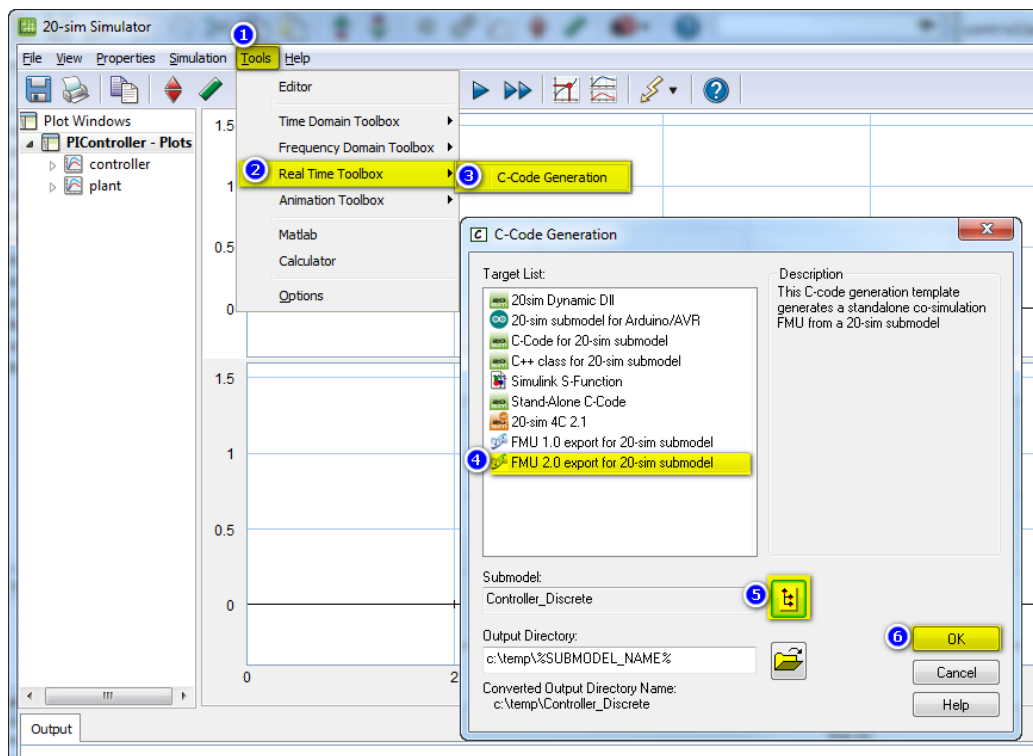 20-sim Simulator
1
File View Properties Simulation Tools Help
Editor
Time Domain Toolbox
Frequency Domain Toolbox
2 Real Time Toolbox
3 C-Code Generation
Animation Toolbox
Matlab
Calculator
Options
Plot Windows
PIController - Plots
controller
plant
1.5
1
0.5
0
1.5
1
0.5
0
0
2
Output
C-Code Generation
Target List:
20sim Dynamic Dll
20-sim submodel for Arduino/AVR
C-Code for 20-sim submodel
C++ class for 20-sim submodel
Simulink S-Function
Stand-Alone C-Code
20-sim 4C 2.1
FMU 1.0 export for 20-sim submodel
4 FMU 2.0 export for 20-sim submodel
Description
This C-code generation template
generates a standalone co-simulation
FMU from a 20-sim submodel
Submodel:
Controller_Discrete
5
Output Directory:
c:\temp\%SUBMODEL_NAME%
Converted Output Directory Name:
c:\temp\Controller_Discrete
6 OK
Cancel
Help